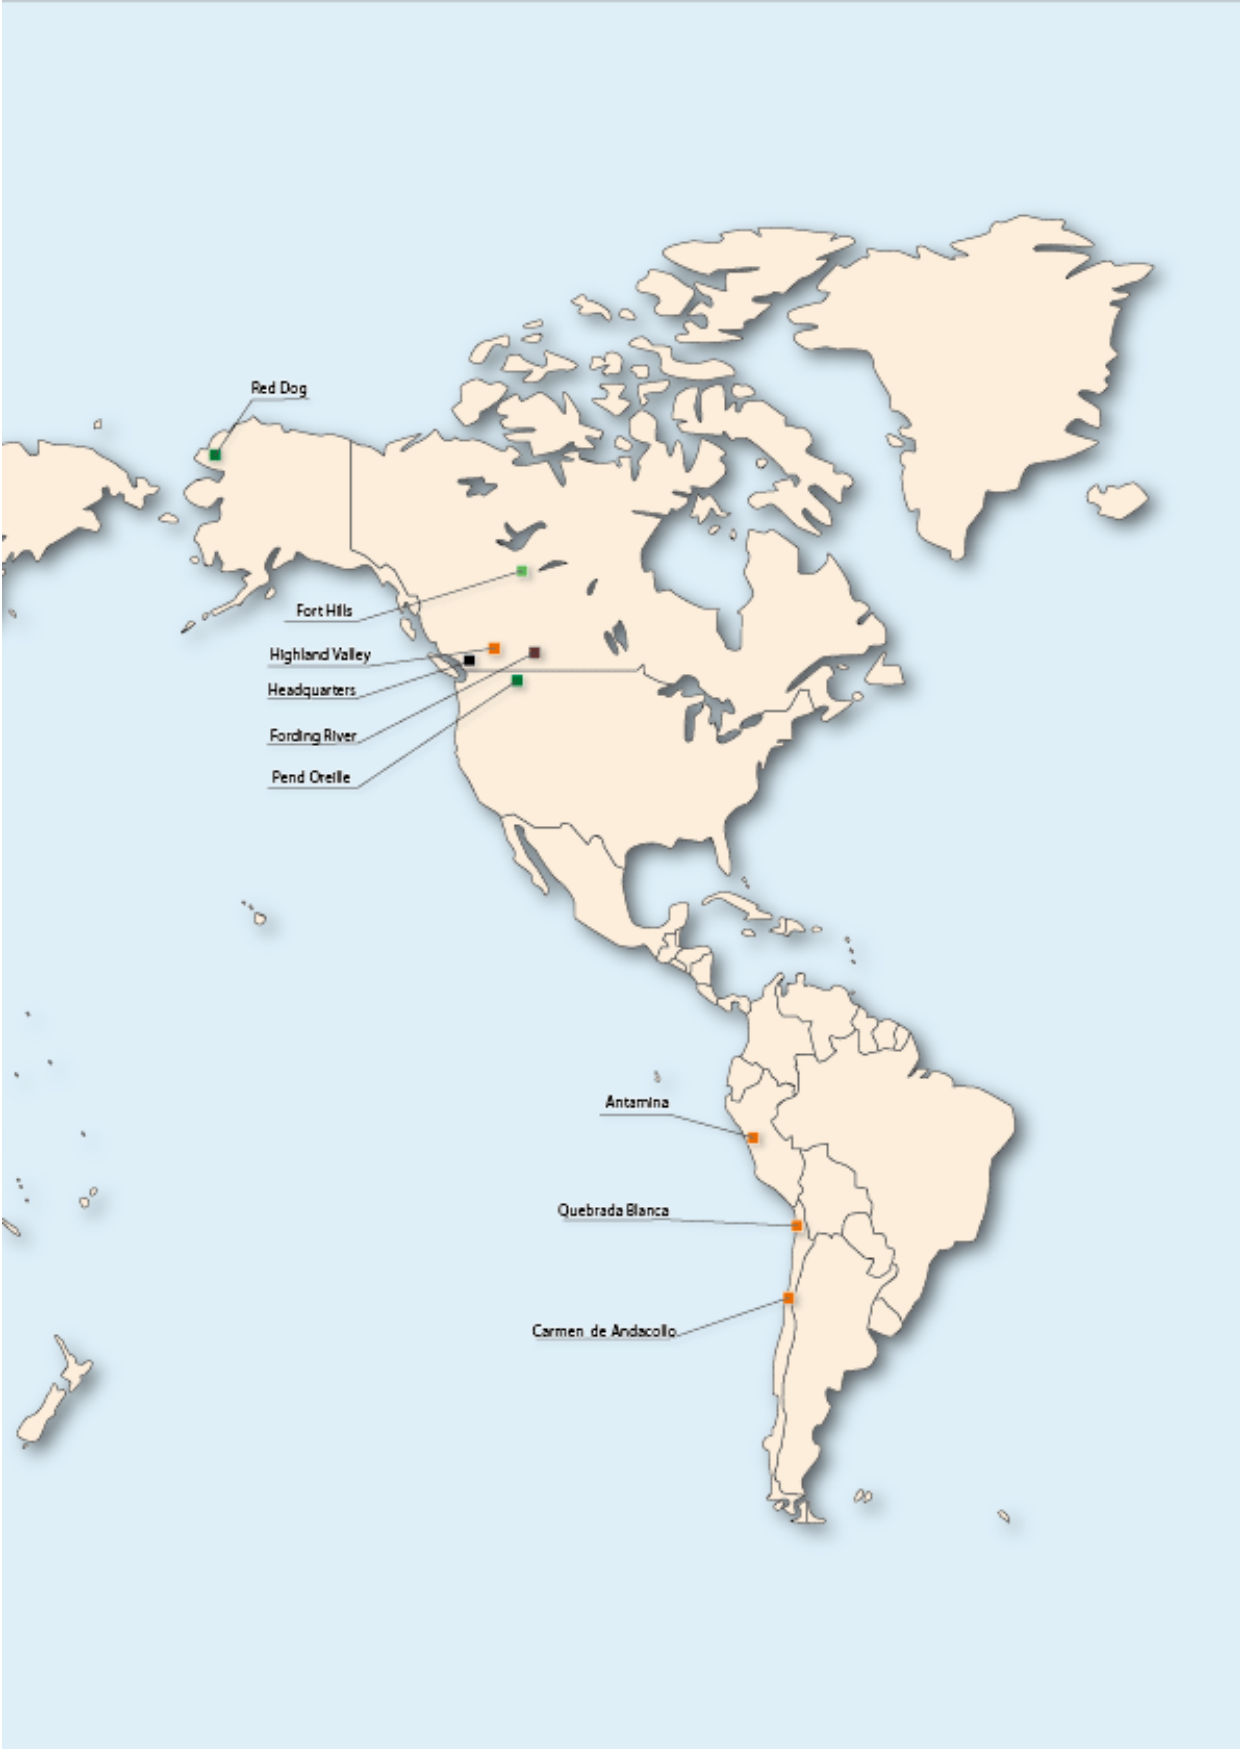 Red Dog
Fort Hills
Highland Valley
Headquarters
Fording River
Pend Oreille
Antamina
Quebrada Blanca
Carmen de Andacollo